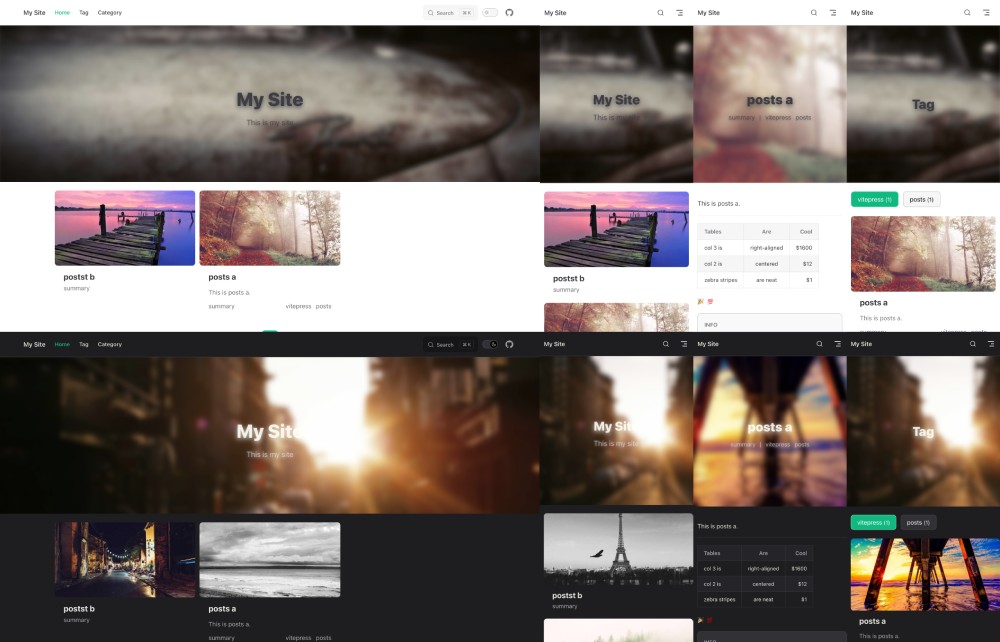 My Site Home Tag Category Search ⌘ K
My Site
This is my site
postst b
summary
posts a
This is posts a.
summary vitepress posts
My Site
My Site
This is my site
postst b
summary
My Site
posts a
summary | vitepress posts
This is posts a.
Tables Are Cool
col 3 is right-aligned $1600
col 2 is centered $12
zebra stripes are neat $1
INFO
My Site
Tag
vitepress (1) posts (1)
posts a
This is posts a.
My Site Home Tag Category Search ⌘ K
My Site
This is my site
postst b
summary
posts a
This is posts a.
summary vitepress posts
My Site
My Site
This is my site
postst b
summary
My Site
posts a
summary | vitepress posts
This is posts a.
Tables Are Cool
col 3 is right-aligned $1600
col 2 is centered $12
zebra stripes are neat $1
INFO
My Site
Tag
vitepress (1) posts (1)
posts a
This is posts a.